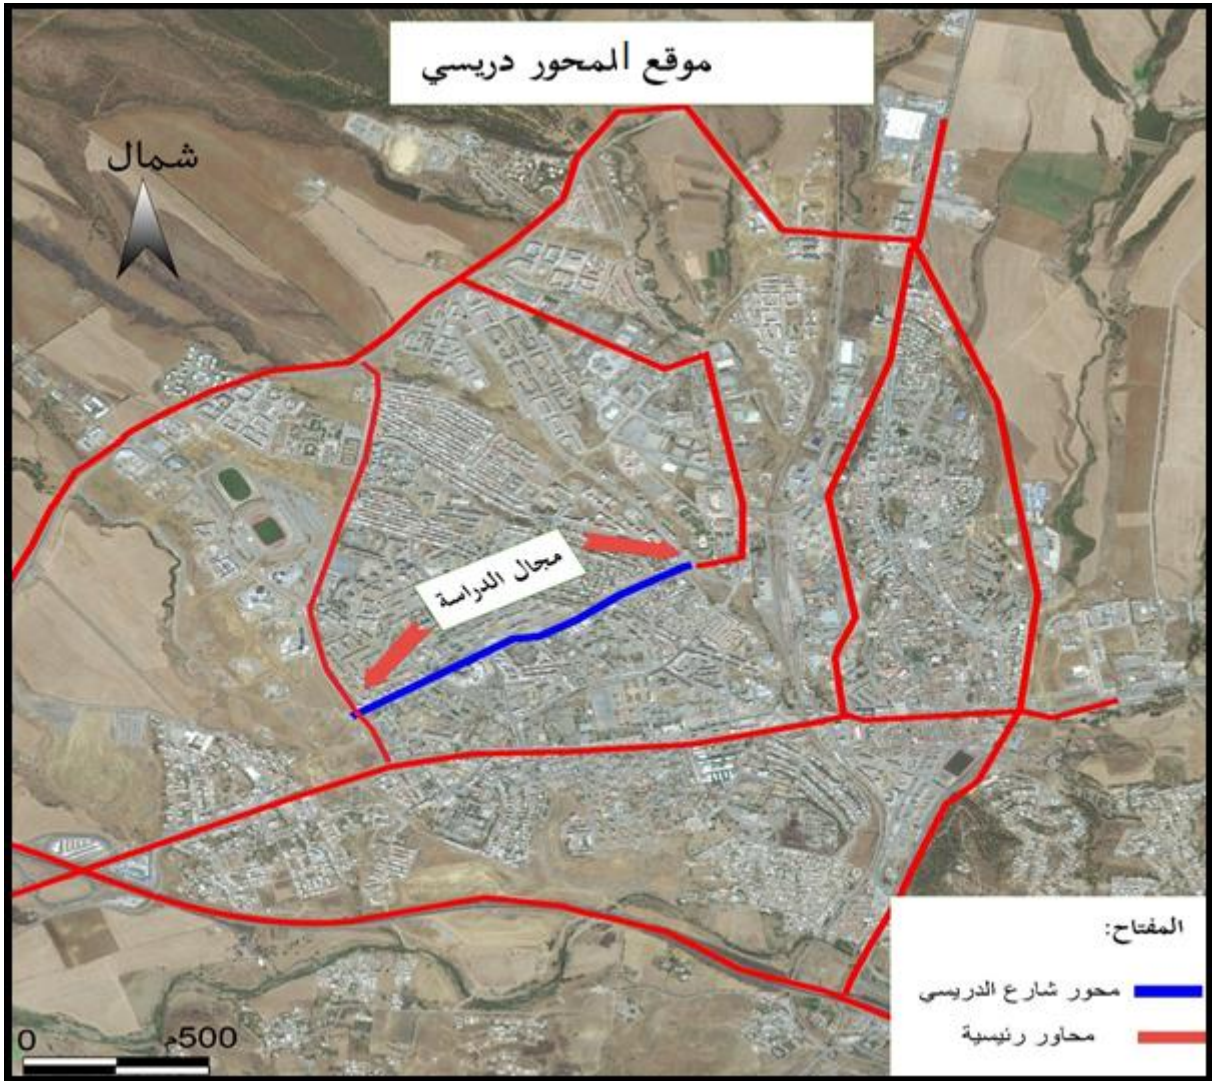 موقع المحور دريسي
شمال
مجال الدراسة
المفتاح:
محور شارع الدريسي
محاور رئيسية
0 500م